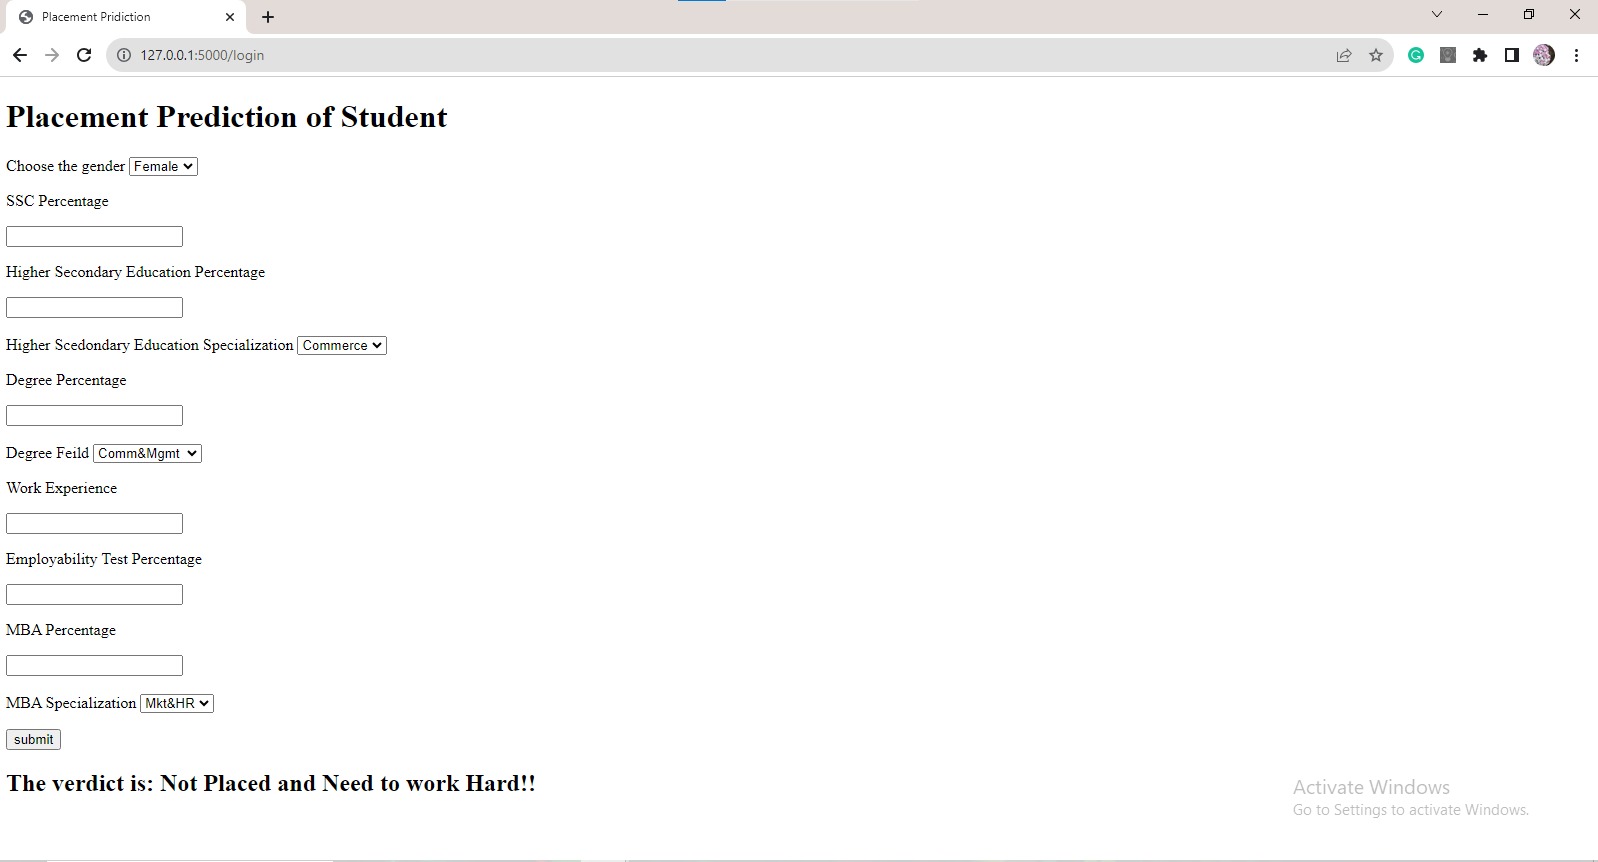 Placement Pridiction
127.0.0.1:5000/login
Placement Prediction of Student
Choose the gender Female
SSC Percentage
Higher Secondary Education Percentage
Higher Scedondary Education Specialization Commerce
Degree Percentage
Degree Feild Comm&Mgmt
Work Experience
Employability Test Percentage
MBA Percentage
MBA Specialization Mkt&HR
submit
The verdict is: Not Placed and Need to work Hard!!
Activate Windows
Go to Settings to activate Windows.